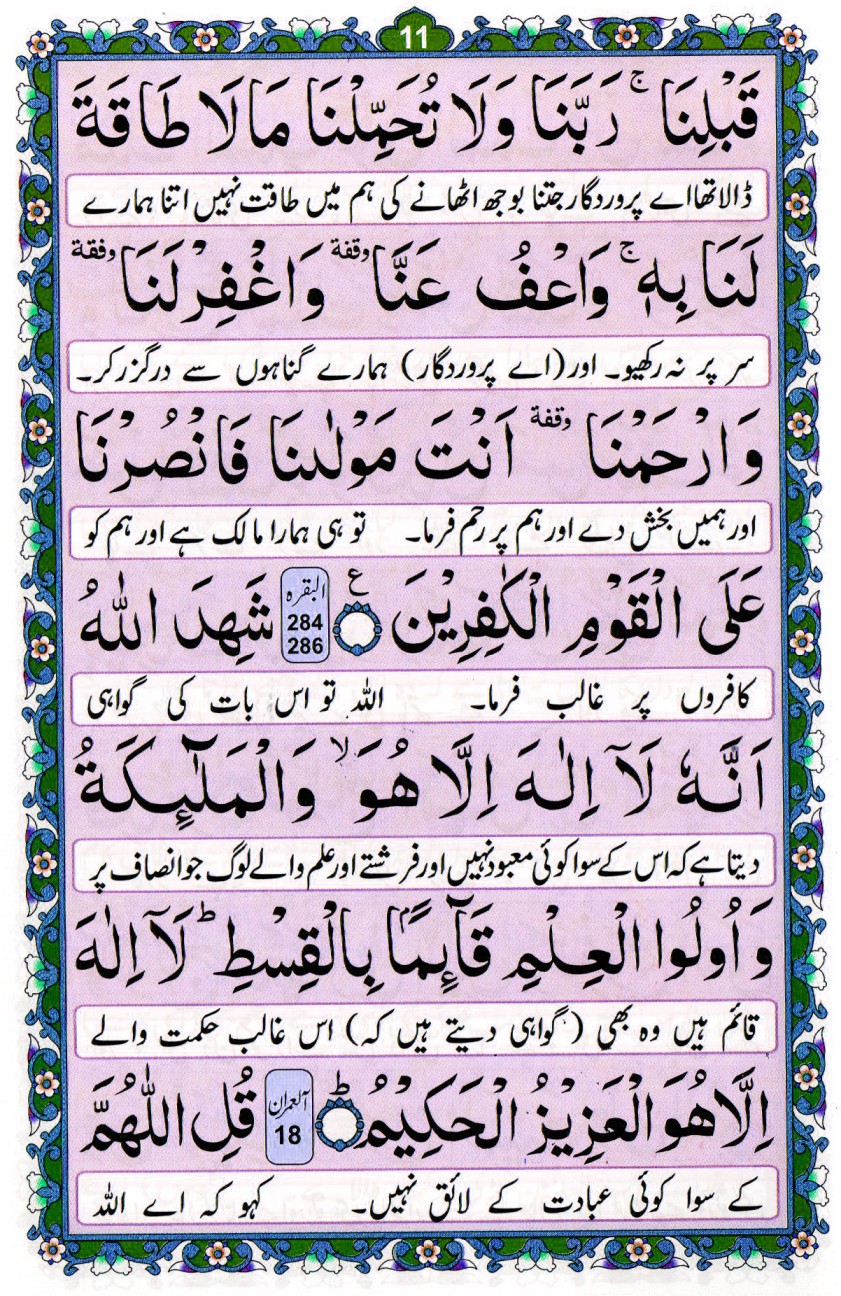 11
قَبْلِنَا ۚ رَبَّنَا وَلَا تُحَمِّلْنَا مَالَا طَاقَةَ
ڈالا تھا اے پروردگار جتنا بوجھ اٹھانے کی ہم میں طاقت نہیں اتنا ہمارے
لَنَا بِهٖ ۚ وَاعْفُ عَنَّا وقفة وَاغْفِرْلَنَا وقفة
سر پر نہ رکھیو۔ اور (اے پروردگار) ہمارے گناہوں سے درگزر کر۔
وَارْحَمْنَا وقفة اَنْتَ مَوْلٰىنَا فَانْصُرْنَا
اور ہمیں بخش دے اور ہم پر رحم فرما۔ تو ہی ہمارا مالک ہے اور ہم کو
عَلَى الْقَوْمِ الْكٰفِرِيْنَ ع البقره 284 286 شَهِدَ اللّٰهُ
کافروں پر غالب فرما۔ اللہ تو اس بات کی گواہی
اَنَّهٗ لَآ اِلٰهَ اِلَّا هُوَ ۙ وَالْمَلٰٓئِكَةُ
دیتا ہے کہ اس کے سوا کوئی معبود نہیں اور فرشتے اور علم والے لوگ جو انصاف پر
وَاُولُوا الْعِلْمِ قَآئِمًاۢ بِالْقِسْطِ ؕ لَآ اِلٰهَ
قائم ہیں وہ بھی (گواہی دیتے ہیں کہ) اس غالب حکمت والے
اِلَّا هُوَ الْعَزِيْزُ الْحَكِيْمُ ؕ آل عمران 18 قُلِ اللّٰهُمَّ
کے سوا کوئی عبادت کے لائق نہیں۔ کہو کہ اے اللہ